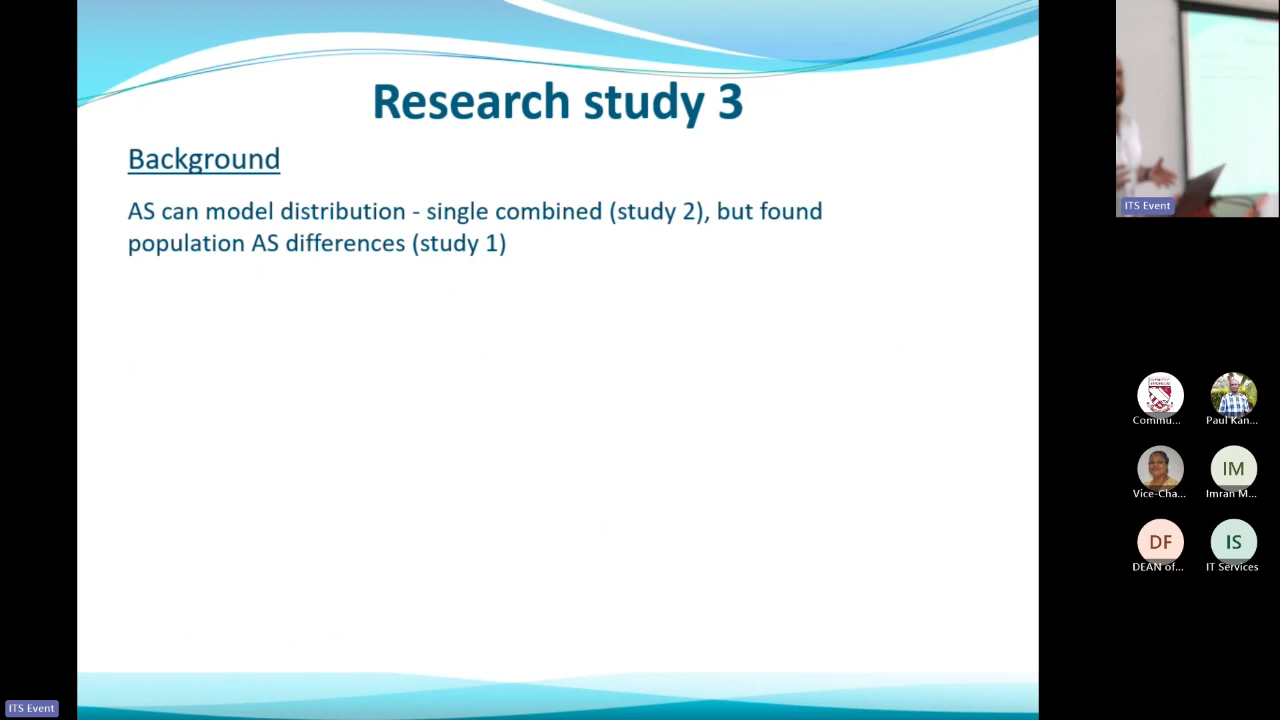 Research study 3
Background
AS can model distribution - single combined (study 2), but found
population AS differences (study 1)
ITS Event
Commu...
Paul Kan...
Vice-Cha...
IM
Imran M...
DF
DEAN of...
IS
IT Services
ITS Event